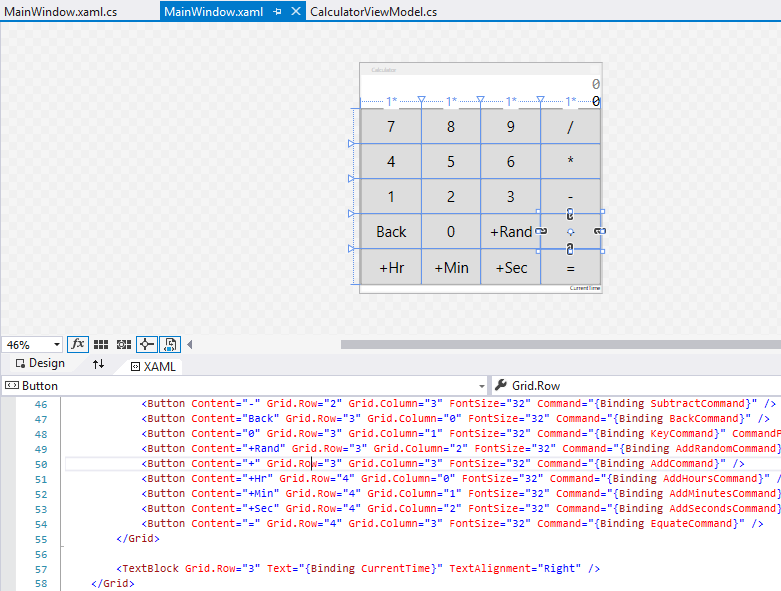 MainWindow.xaml.cs MainWindow.xaml CalculatorViewModel.cs
Calculator
0
1* 1* 1* 1* 0
7 8 9 /
4 5 6 *
1 2 3 -
Back 0 +Rand +
+Hr +Min +Sec =
CurrentTime
46% fx
Design XAML
Button Grid.Row
46 <Button Content="-" Grid.Row="2" Grid.Column="3" FontSize="32" Command="{Binding SubtractCommand}" />
47 <Button Content="Back" Grid.Row="3" Grid.Column="0" FontSize="32" Command="{Binding BackCommand}" />
48 <Button Content="0" Grid.Row="3" Grid.Column="1" FontSize="32" Command="{Binding KeyCommand}" CommandP
49 <Button Content="+Rand" Grid.Row="3" Grid.Column="2" FontSize="32" Command="{Binding AddRandomCommand}
50 <Button Content="+" Grid.Row="3" Grid.Column="3" FontSize="32" Command="{Binding AddCommand}" />
51 <Button Content="+Hr" Grid.Row="4" Grid.Column="0" FontSize="32" Command="{Binding AddHoursCommand}" /
52 <Button Content="+Min" Grid.Row="4" Grid.Column="1" FontSize="32" Command="{Binding AddMinutesCommand}
53 <Button Content="+Sec" Grid.Row="4" Grid.Column="2" FontSize="32" Command="{Binding AddSecondsCommand}
54 <Button Content="=" Grid.Row="4" Grid.Column="3" FontSize="32" Command="{Binding EquateCommand}" />
55 </Grid>
56
57 <TextBlock Grid.Row="3" Text="{Binding CurrentTime}" TextAlignment="Right" />
58 </Grid>